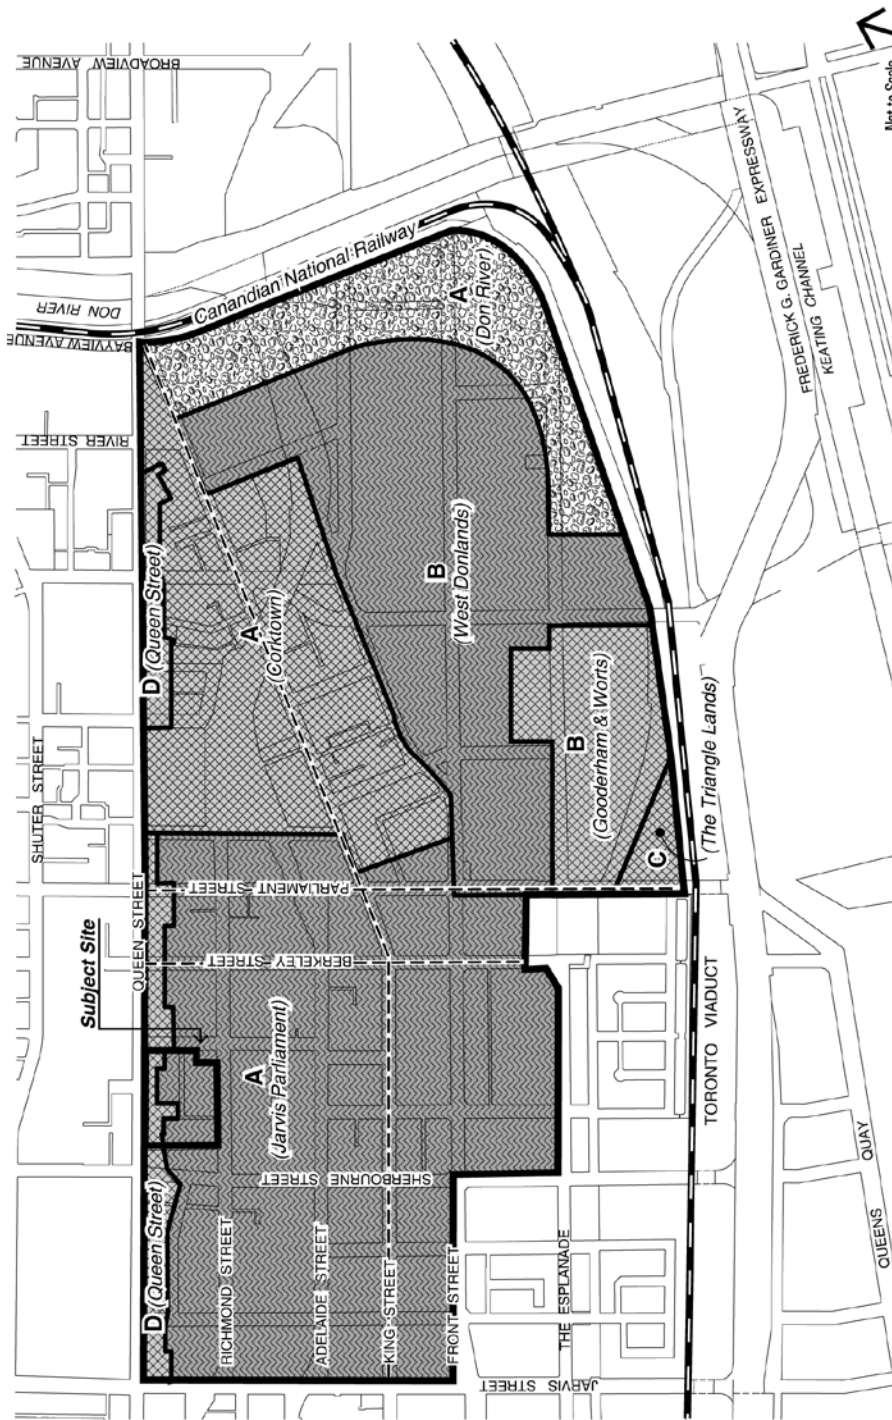 BROADVIEW AVENUE
DON RIVER
BAYVIEW AVENUE
RIVER STREET
SHUTER STREET
QUEEN STREET
Subject Site
PARLIAMENT STREET
BERKELEY STREET
SHERBOURNE STREET
JARVIS STREET
RICHMOND STREET
ADELAIDE STREET
KING STREET
FRONT STREET
THE ESPLANADE
D (Queen Street)
D (Queen Street)
A
(Jarvis Parliament)
A
(Corktown)
A
(Don River)
B
(West Donlands)
B
(Gooderham & Worts)
C
(The Triangle Lands)
Canandian National Railway
TORONTO VIADUCT
FREDERICK G. GARDINER EXPRESSWAY
KEATING CHANNEL
QUEENS QUAY
Not to Scale